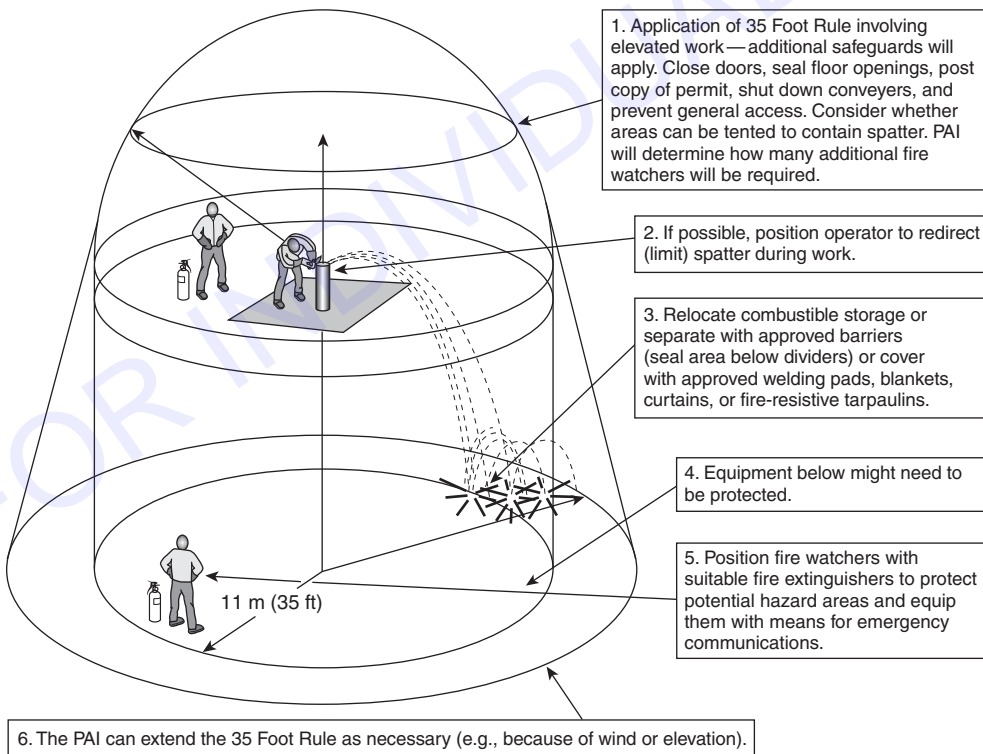 1. Application of 35 Foot Rule involving
elevated work — additional safeguards will
apply. Close doors, seal floor openings, post
copy of permit, shut down conveyers, and
prevent general access. Consider whether
areas can be tented to contain spatter. PAI
will determine how many additional fire
watchers will be required.
2. If possible, position operator to redirect
(limit) spatter during work.
3. Relocate combustible storage or
separate with approved barriers
(seal area below dividers) or cover
with approved welding pads, blankets,
curtains, or fire-resistive tarpaulins.
4. Equipment below might need to
be protected.
5. Position fire watchers with
suitable fire extinguishers to protect
potential hazard areas and equip
them with means for emergency
communications.
11 m (35 ft)
6. The PAI can extend the 35 Foot Rule as necessary (e.g., because of wind or elevation).
FOR INDIVIDUAL